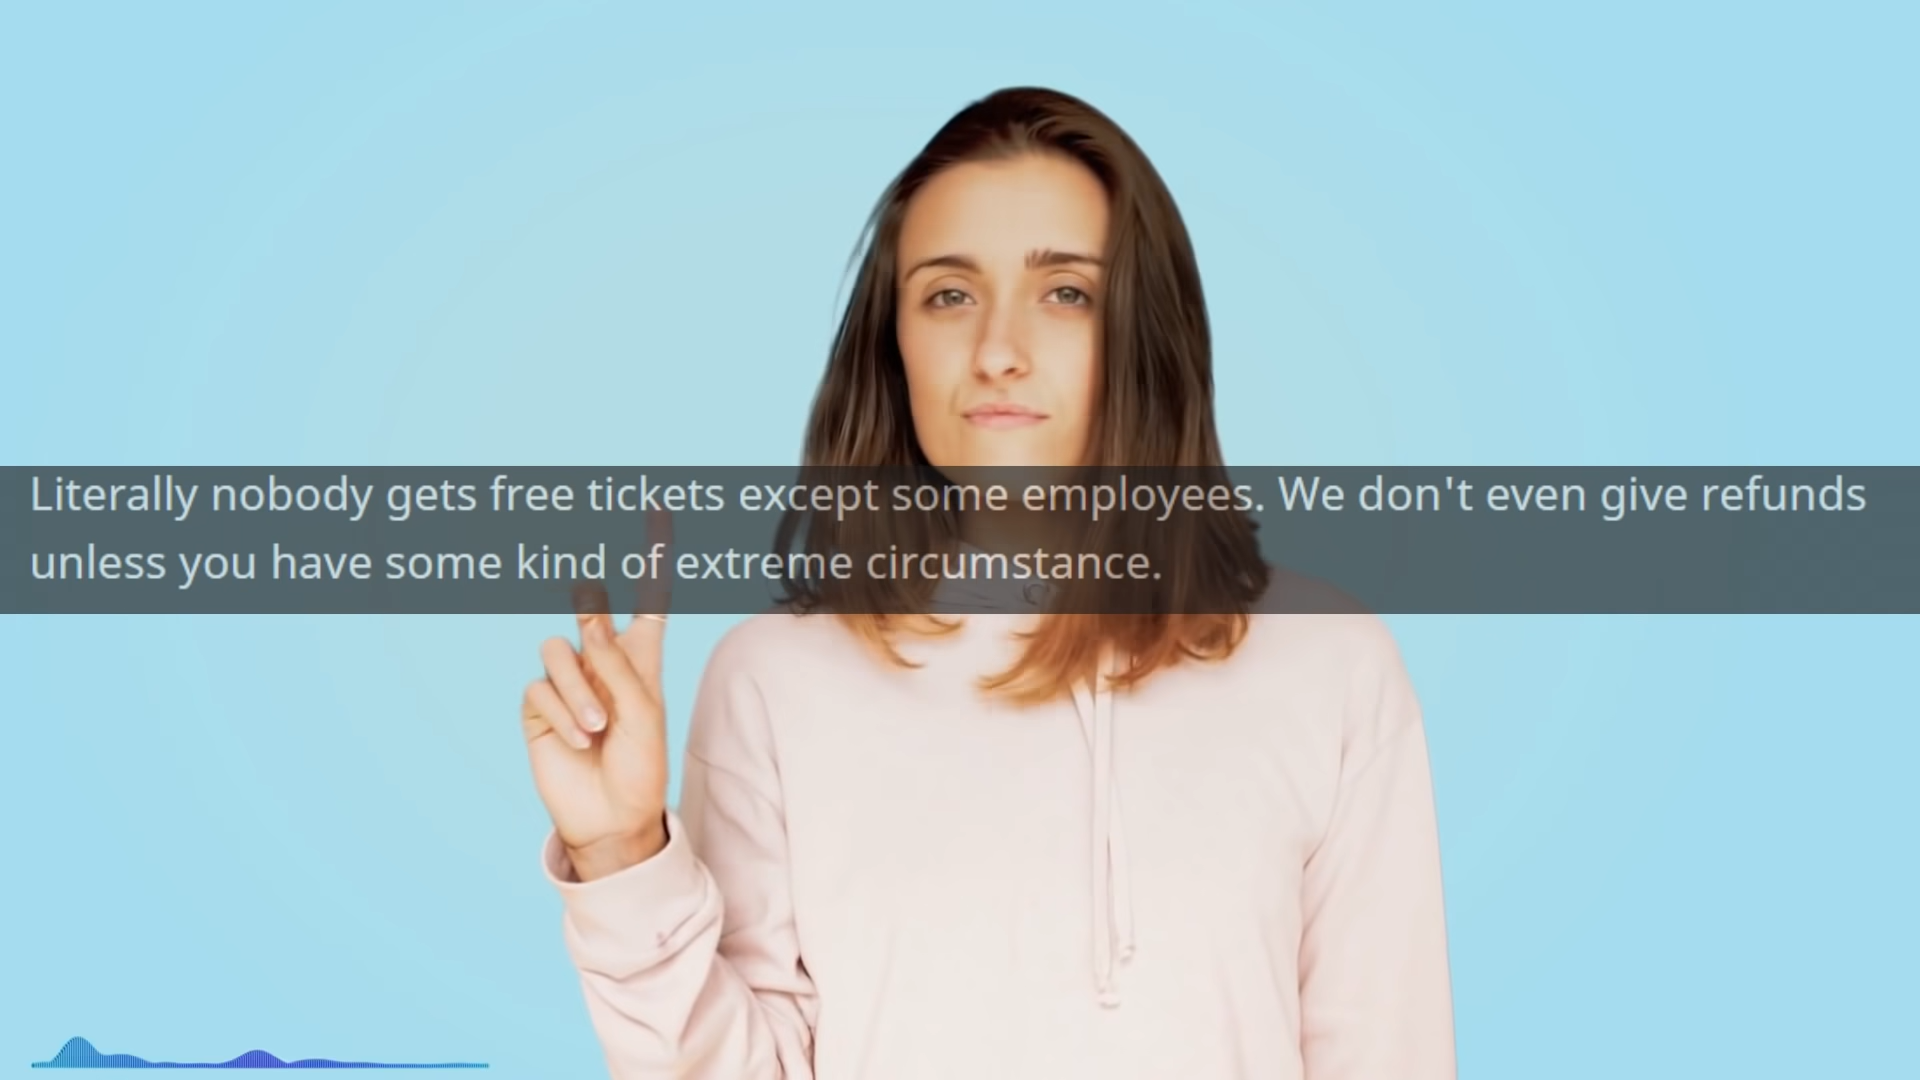 Literally nobody gets free tickets except some employees. We don't even give refunds
unless you have some kind of extreme circumstance.